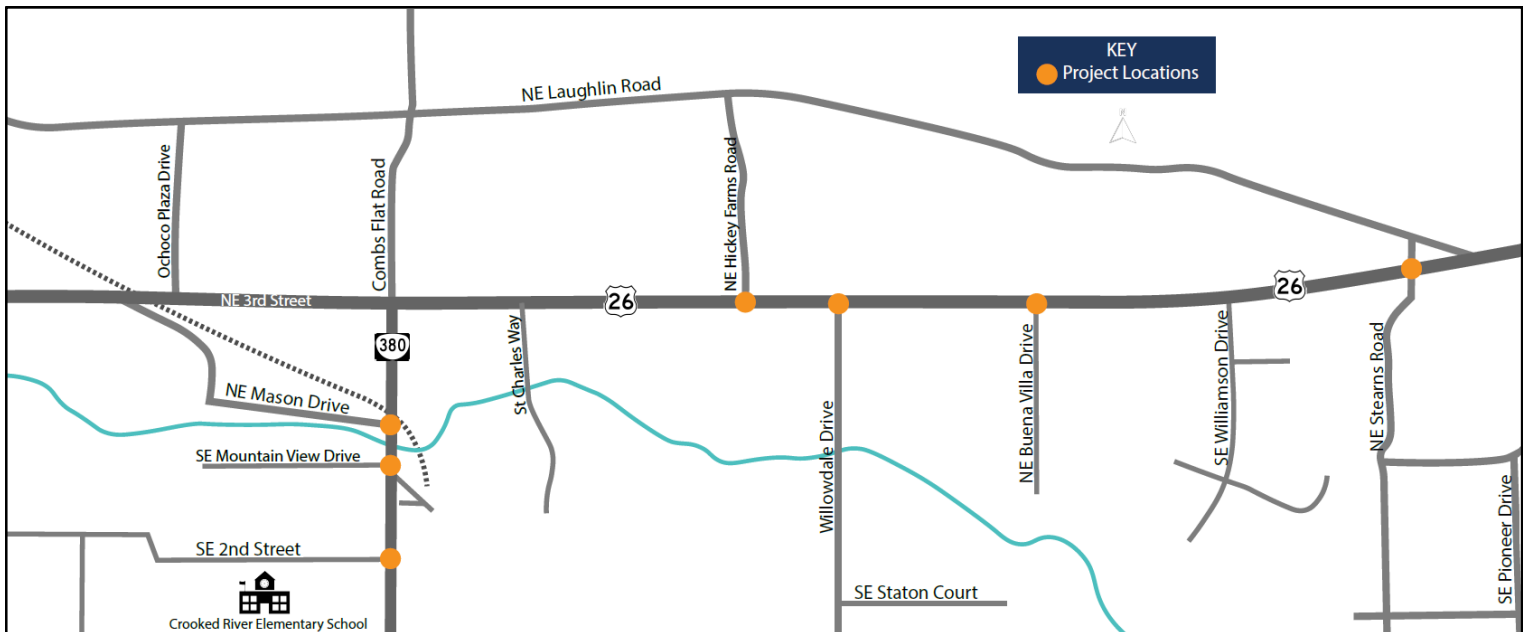 KEY
Project Locations
N
NE Laughlin Road
Ochoco Plaza Drive
Combs Flat Road
NE Hickey Farms Road
NE 3rd Street
26
26
380
St Charles Way
NE Mason Drive
SE Mountain View Drive
Willowdale Drive
NE Buena Villa Drive
SE Williamson Drive
NE Stearns Road
SE Pioneer Drive
SE 2nd Street
SE Staton Court
Crooked River Elementary School